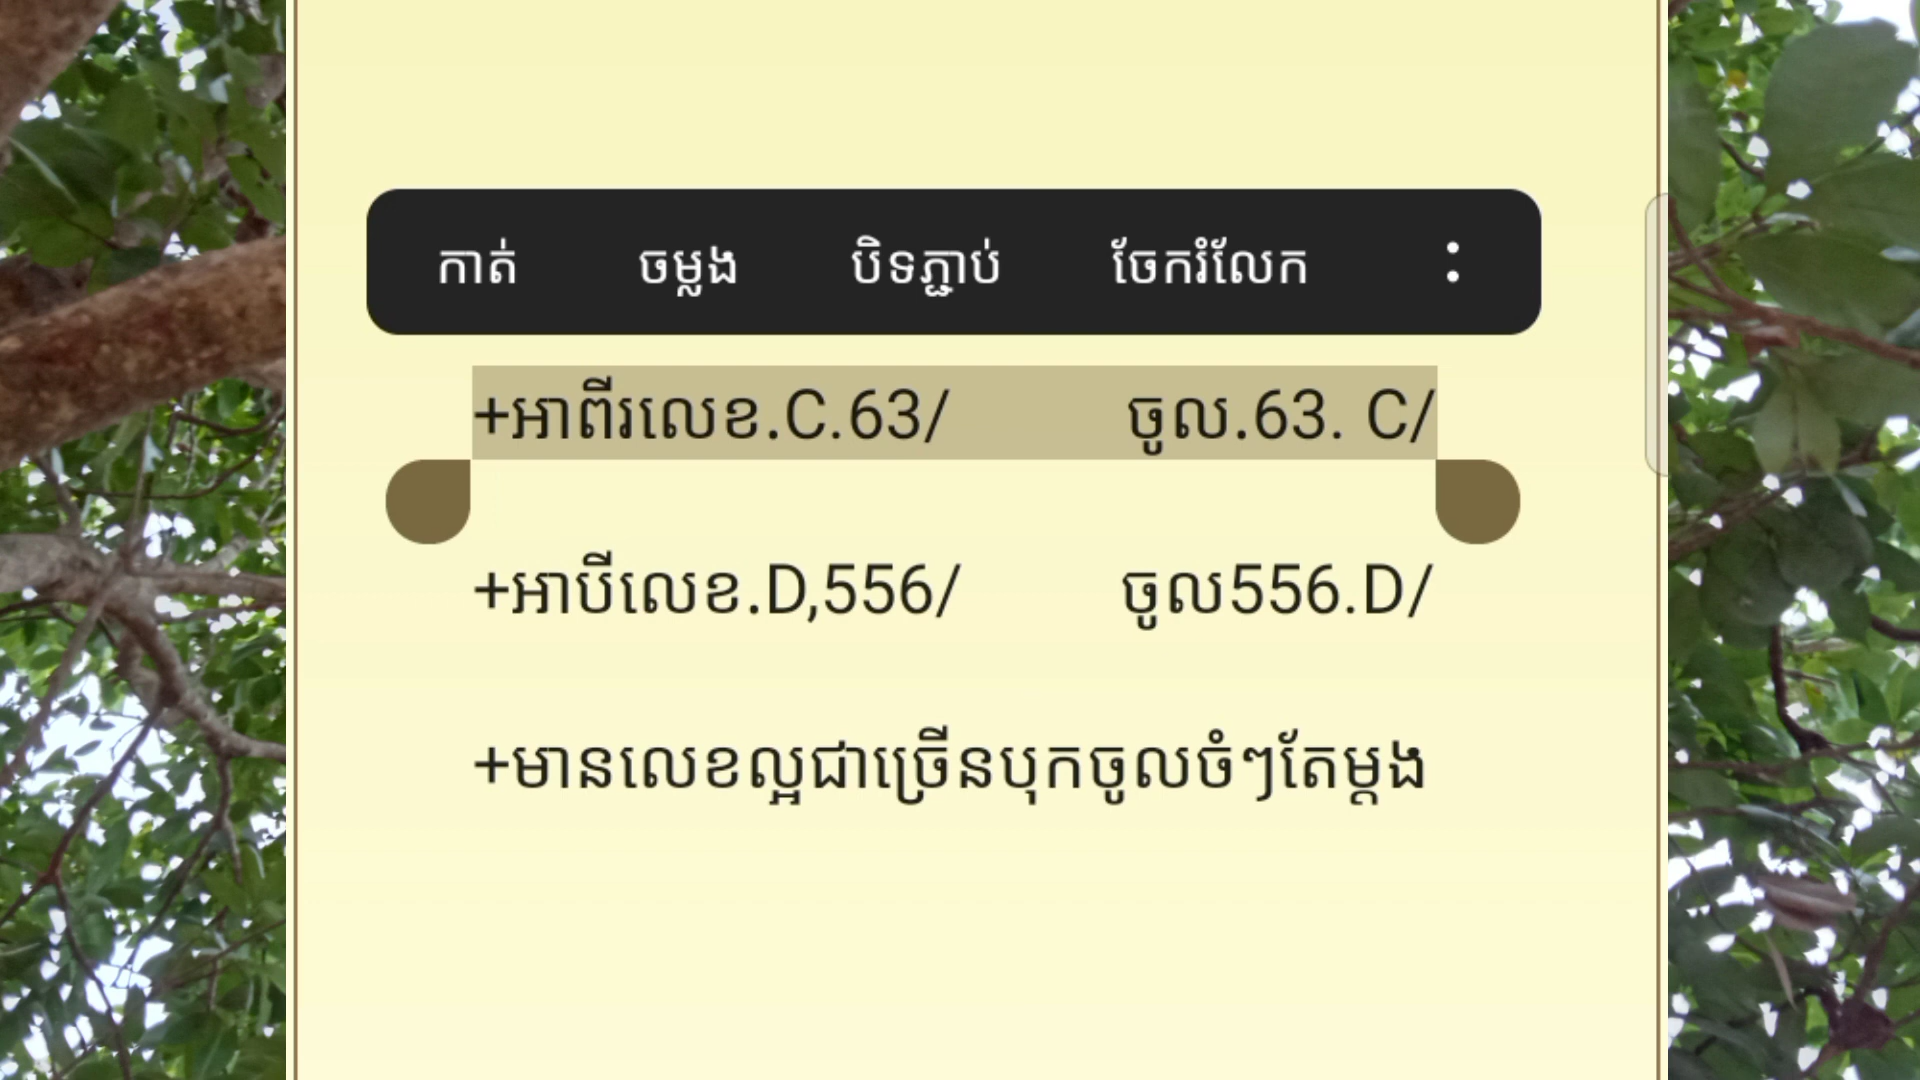 កាត់ ចម្លង បិទភ្ជាប់ ចែករំលែក
+អាពីរលេខ.C.63/ ចូល.63. C/
+អាបីលេខ.D,556/ ចូល556.D/
+មានលេខល្អជាច្រើនបុកចូលចំៗតែម្តង